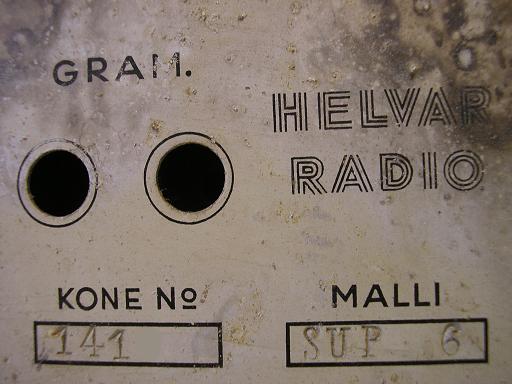 GRAM.
HELVAR
RADIO
KONE No
141
MALLI
SUP 6